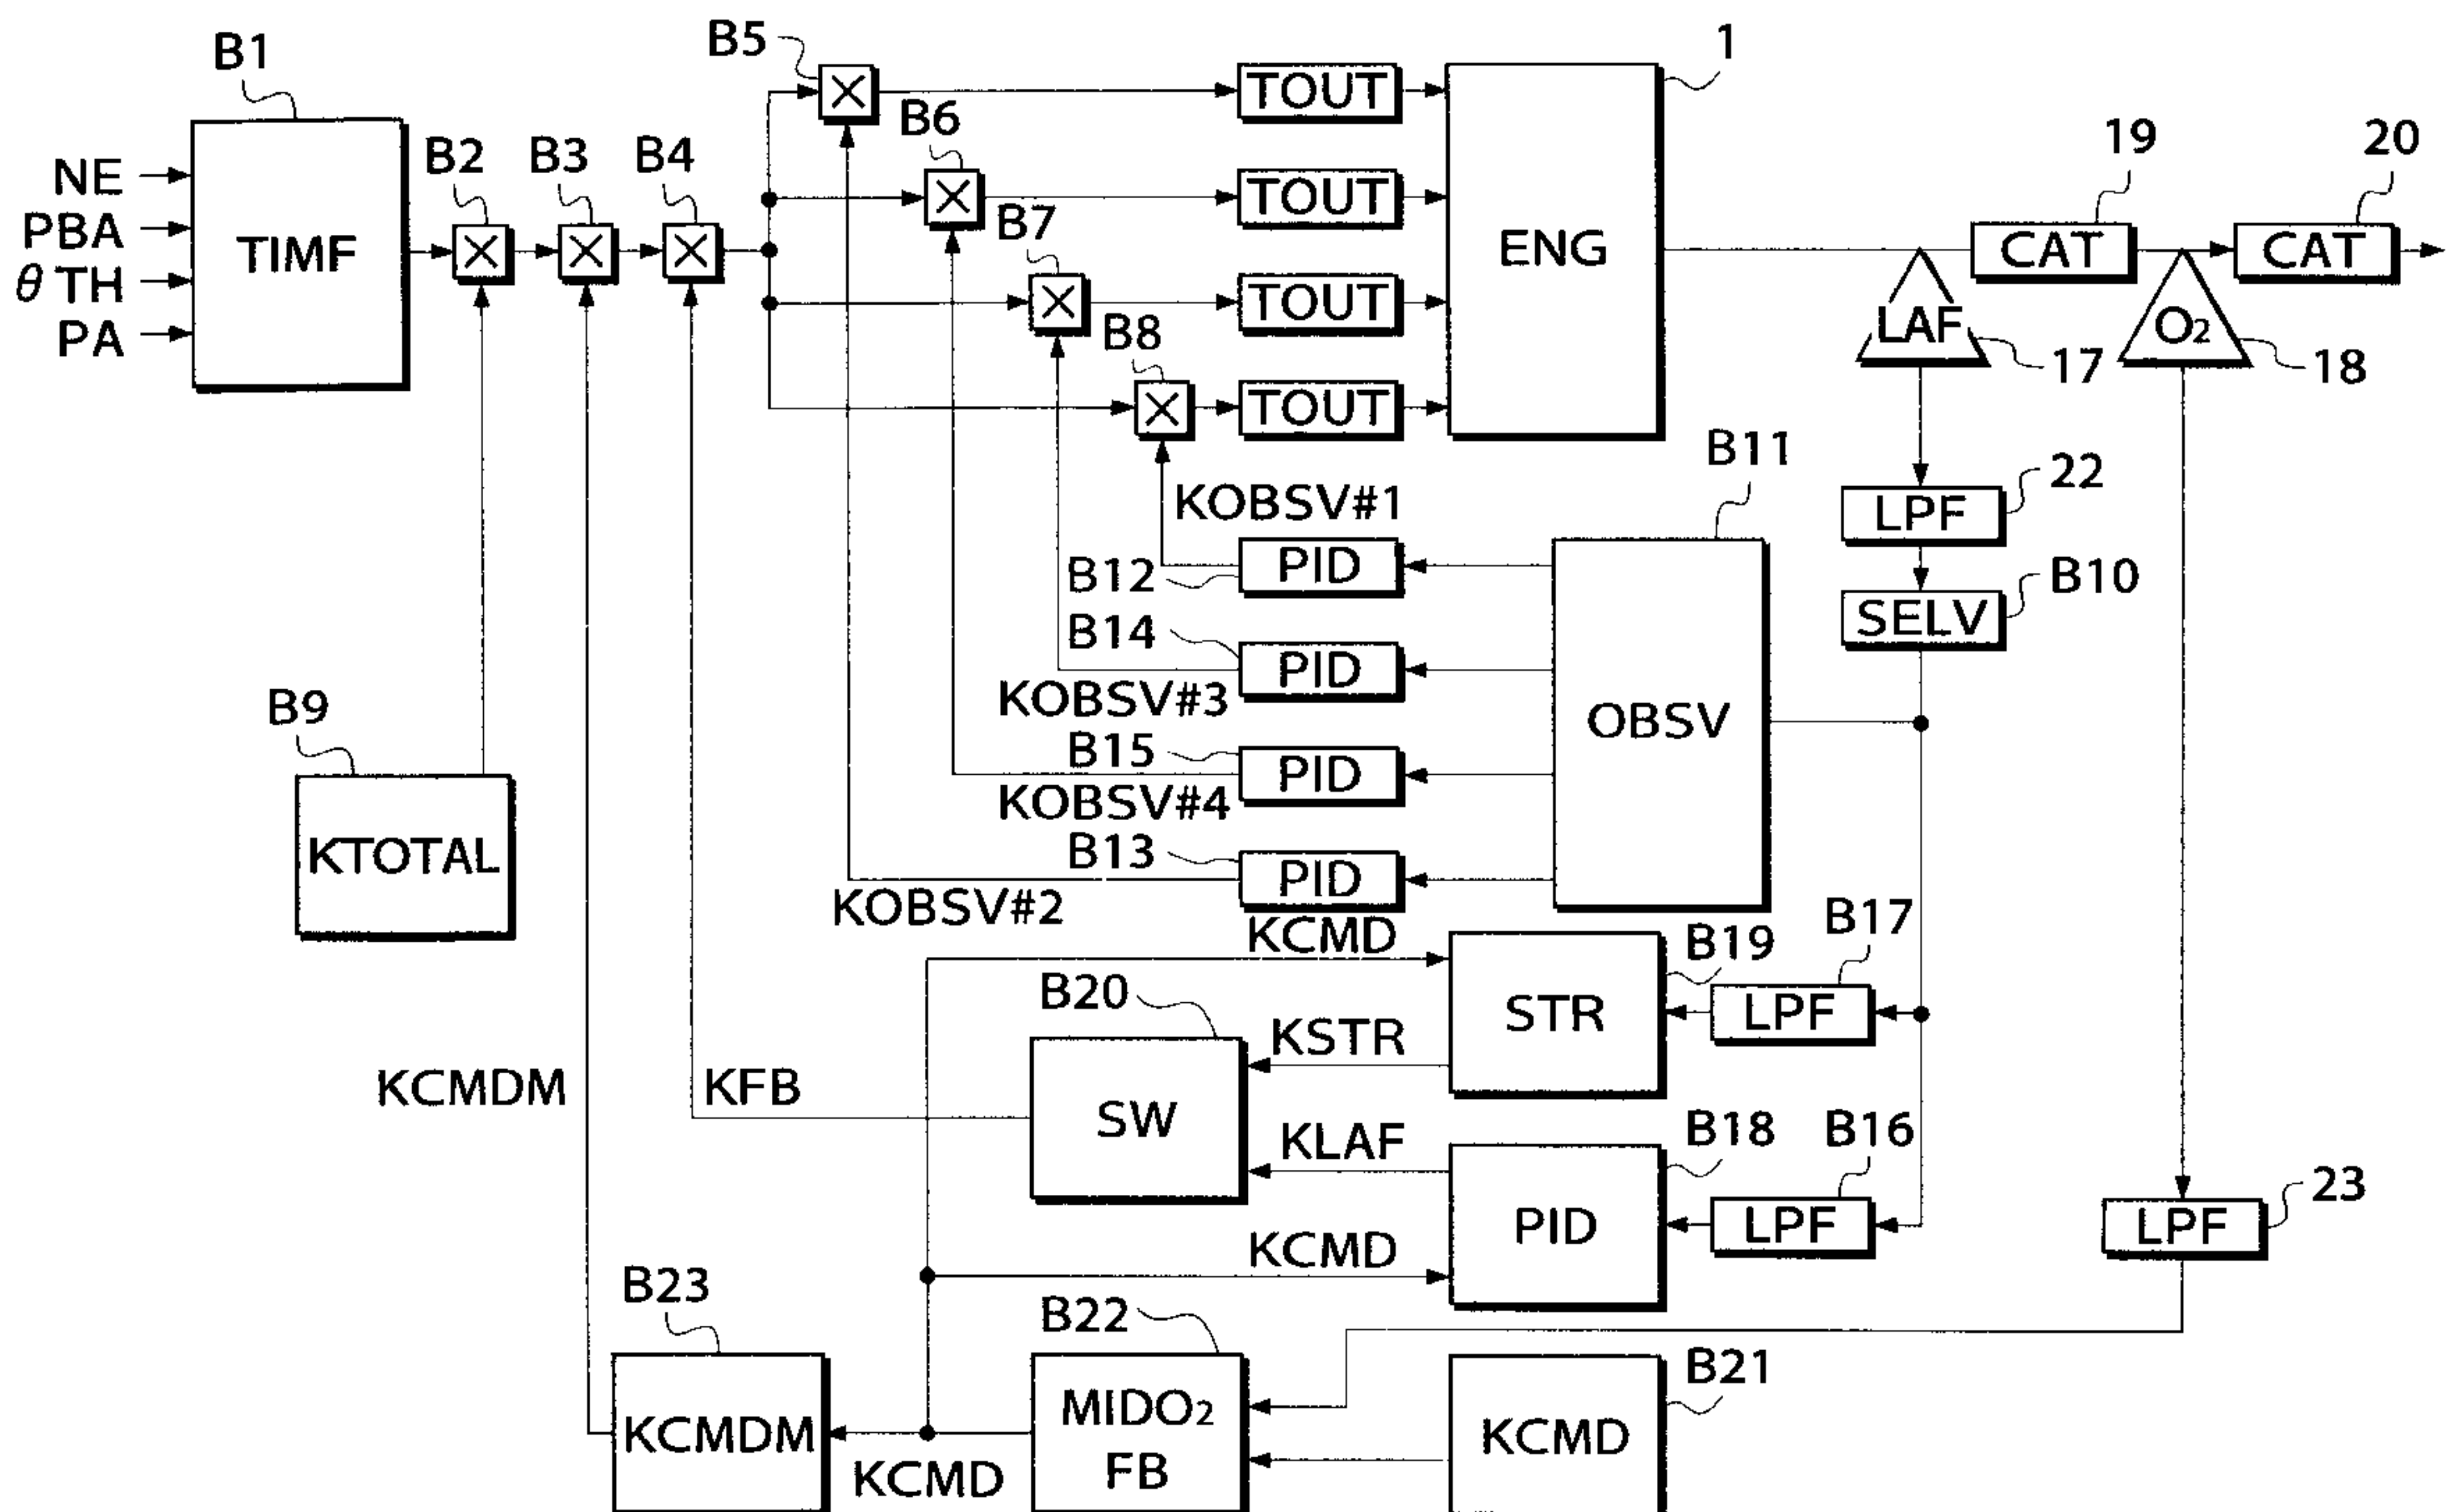 B5
1
B1
TOUT
B6
19
20
NE
B2
B3
B4
TOUT
PBA
TIMF
B7
ENG
CAT
CAT
θTH
LAF
O2
PA
TOUT
17
18
B8
TOUT
B11
22
KOBSV#1
LPF
B12
PID
B10
SELV
B14
PID
KOBSV#3
B9
OBSV
B15
PID
KOBSV#4
KTOTAL
B13
PID
KOBSV#2
KCMD
B19
B17
B20
STR
LPF
KSTR
KCMDM
KFB
SW
KLAF
B18
B16
23
PID
LPF
LPF
KCMD
B23
B22
B21
MIDO2
FB
KCMDM
KCMD
KCMD